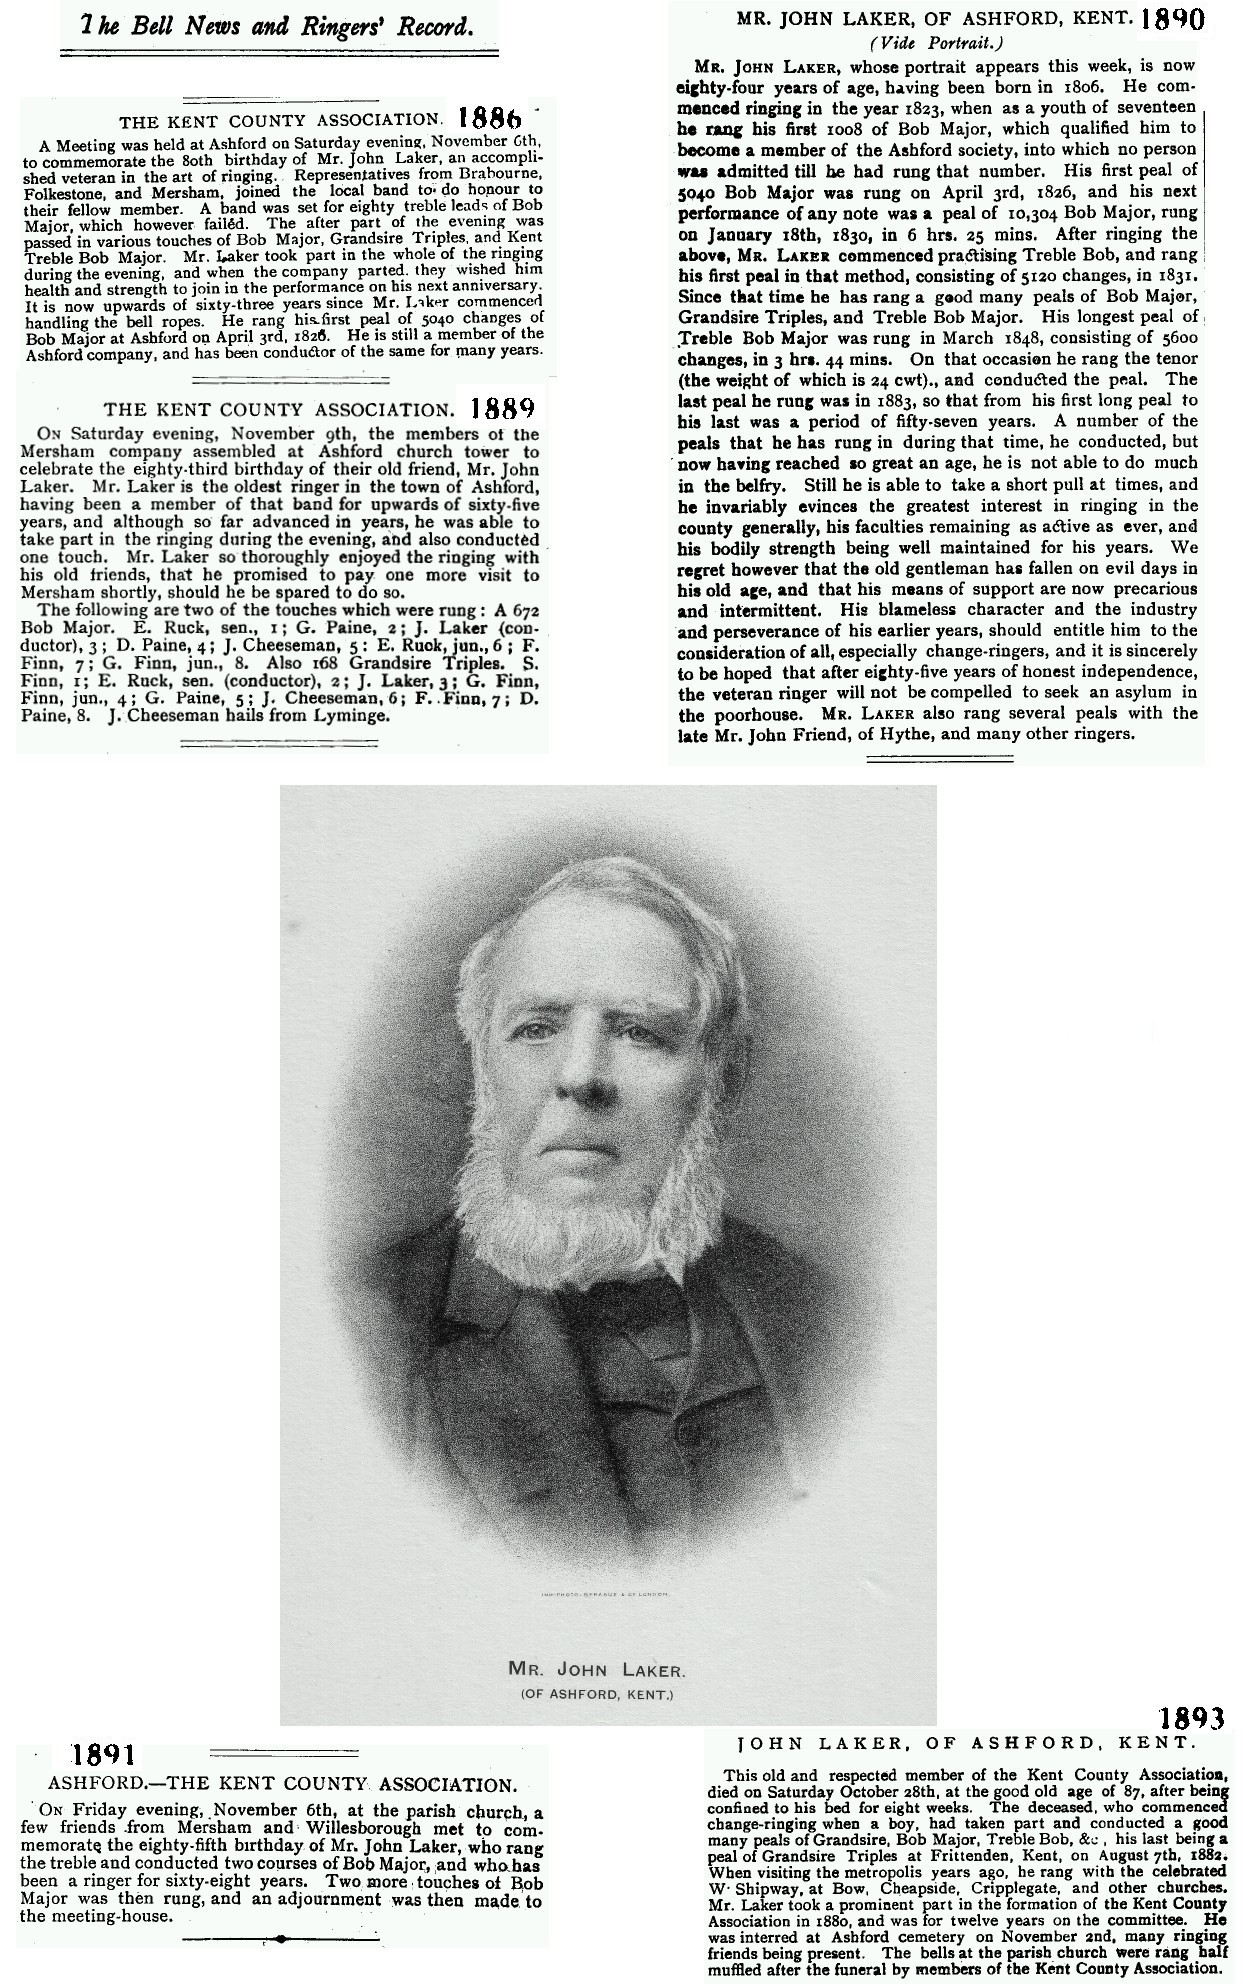 The Bell News and Ringers' Record.
THE KENT COUNTY ASSOCIATION. 1886
A Meeting was held at Ashford on Saturday evening, November 6th,
to commemorate the 80th birthday of Mr. John Laker, an accompli-
shed veteran in the art of ringing. Representatives from Brabourne,
Folkestone, and Mersham, joined the local band to do honour to
their fellow member. A band was set for eighty treble leads of Bob
Major, which however failed. The after part of the evening was
passed in various touches of Bob Major, Grandsire Triples, and Kent
Treble Bob Major. Mr. Laker took part in the whole of the ringing
during the evening, and when the company parted, they wished him
health and strength to join in the performance on his next anniversary.
It is now upwards of sixty-three years since Mr. Laker commenced
handling the bell ropes. He rang his first peal of 5040 changes of
Bob Major at Ashford on April 3rd, 1826. He is still a member of the
Ashford company, and has been conductor of the same for many years.
THE KENT COUNTY ASSOCIATION. 1889
ON Saturday evening, November 9th, the members of the
Mersham company assembled at Ashford church tower to
celebrate the eighty-third birthday of their old friend, Mr. John
Laker. Mr. Laker is the oldest ringer in the town of Ashford,
having been a member of that band for upwards of sixty-five
years, and although so far advanced in years, he was able to
take part in the ringing during the evening, and also conducted
one touch. Mr. Laker so thoroughly enjoyed the ringing with
his old friends, that he promised to pay one more visit to
Mersham shortly, should he be spared to do so.
The following are two of the touches which were rung: A 672
Bob Major. E. Ruck, sen., 1; G. Paine, 2; J. Laker (con-
ductor), 3; D. Paine, 4; J. Cheeseman, 5: E. Ruck, jun., 6; F.
Finn, 7; G. Finn, jun., 8. Also 168 Grandsire Triples. S.
Finn, 1; E. Ruck, sen. (conductor), 2; J. Laker, 3; G. Finn,
Finn, jun., 4; G. Paine, 5; J. Cheeseman, 6; F. Finn, 7; D.
Paine, 8. J. Cheeseman hails from Lyminge.
MR. JOHN LAKER, OF ASHFORD, KENT. 1890
(Vide Portrait.)
MR. JOHN LAKER, whose portrait appears this week, is now
eighty-four years of age, having been born in 1806. He com-
menced ringing in the year 1823, when as a youth of seventeen
he rang his first 1008 of Bob Major, which qualified him to
become a member of the Ashford society, into which no person
was admitted till he had rung that number. His first peal of
5040 Bob Major was rung on April 3rd, 1826, and his next
performance of any note was a peal of 10,304 Bob Major, rung
on January 18th, 1830, in 6 hrs. 25 mins. After ringing the
above, MR. LAKER commenced practising Treble Bob, and rang
his first peal in that method, consisting of 5120 changes, in 1831.
Since that time he has rang a good many peals of Bob Major,
Grandsire Triples, and Treble Bob Major. His longest peal of
Treble Bob Major was rung in March 1848, consisting of 5600
changes, in 3 hrs. 44 mins. On that occasion he rang the tenor
(the weight of which is 24 cwt)., and conducted the peal. The
last peal he rung was in 1883, so that from his first long peal to
his last was a period of fifty-seven years. A number of the
peals that he has rung in during that time, he conducted, but
now having reached so great an age, he is not able to do much
in the belfry. Still he is able to take a short pull at times, and
he invariably evinces the greatest interest in ringing in the
county generally, his faculties remaining as active as ever, and
his bodily strength being well maintained for his years. We
regret however that the old gentleman has fallen on evil days in
his old age, and that his means of support are now precarious
and intermittent. His blameless character and the industry
and perseverance of his earlier years, should entitle him to the
consideration of all, especially change-ringers, and it is sincerely
to be hoped that after eighty-five years of honest independence,
the veteran ringer will not be compelled to seek an asylum in
the poorhouse. MR. LAKER also rang several peals with the
late Mr. John Friend, of Hythe, and many other ringers.
INK-PHOTO. SPRAGUE & CO LONDON.
MR. JOHN LAKER.
(OF ASHFORD, KENT.)
1891
ASHFORD.—THE KENT COUNTY ASSOCIATION.
ON Friday evening, November 6th, at the parish church, a
few friends from Mersham and Willesborough met to com-
memorate the eighty-fifth birthday of Mr. John Laker, who rang
the treble and conducted two courses of Bob Major, and who has
been a ringer for sixty-eight years. Two more touches of Bob
Major was then rung, and an adjournment was then made to
the meeting-house.
1893
JOHN LAKER, OF ASHFORD, KENT.
This old and respected member of the Kent County Association,
died on Saturday October 28th, at the good old age of 87, after being
confined to his bed for eight weeks. The deceased, who commenced
change-ringing when a boy, had taken part and conducted a good
many peals of Grandsire, Bob Major, Treble Bob, &c., his last being a
peal of Grandsire Triples at Frittenden, Kent, on August 7th, 1882.
When visiting the metropolis years ago, he rang with the celebrated
W. Shipway, at Bow, Cheapside, Cripplegate, and other churches.
Mr. Laker took a prominent part in the formation of the Kent County
Association in 1880, and was for twelve years on the committee. He
was interred at Ashford cemetery on November 2nd, many ringing
friends being present. The bells at the parish church were rang half
muffled after the funeral by members of the Kent County Association.